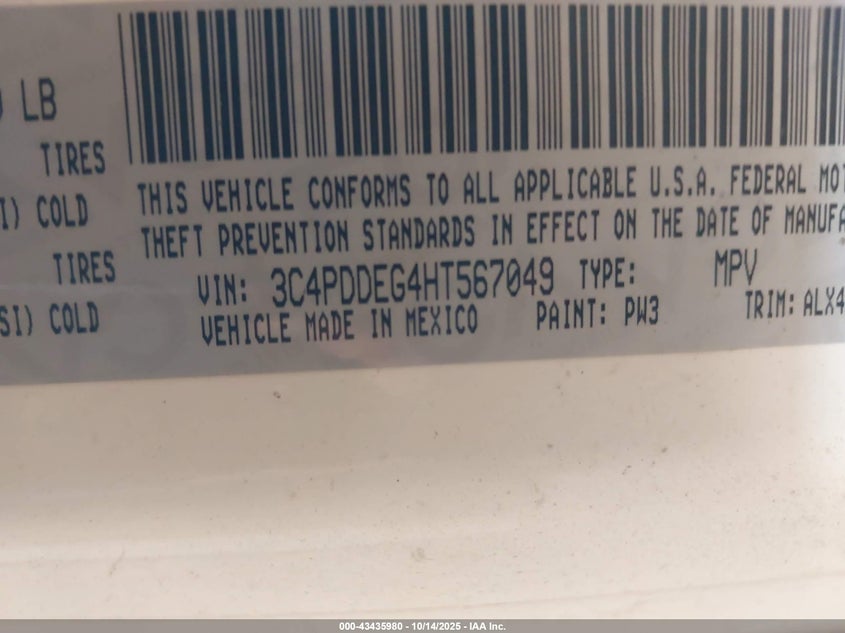 LB
TIRES
THIS VEHICLE CONFORMS TO ALL APPLICABLE U.S.A. FEDERAL MOT
I) COLD
THEFT PREVENTION STANDARDS IN EFFECT ON THE DATE OF MANUFA
TIRES
VIN: 3C4PDDEG4HT567049 TYPE: MPV
SI) COLD
VEHICLE MADE IN MEXICO PAINT: PW3 TRIM: ALX4
000-43435980 - 10/14/2025 - IAA Inc.